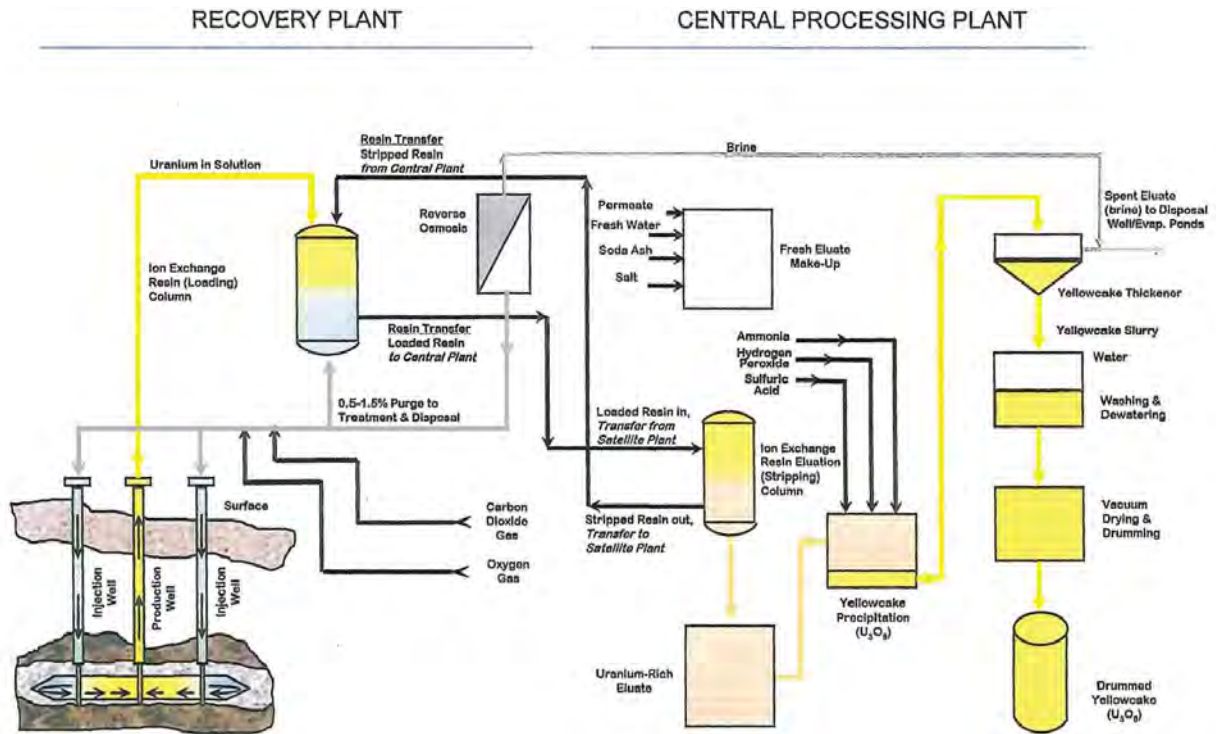 RECOVERY PLANT
CENTRAL PROCESSING PLANT
Uranium in Solution
Resin Transfer
Stripped Resin
from Central Plant
Brine
Reverse
Osmosis
Permeate
Fresh Water
Soda Ash
Salt
Fresh Eluate
Make-Up
Spent Eluate
(brine) to Disposal
Well/Evap. Ponds
Ion Exchange
Resin (Loading)
Column
Yellowcake Thickener
Resin Transfer
Loaded Resin
to Central Plant
Yellowcake Slurry
Ammonia
Hydrogen
Peroxide
Sulfuric
Acid
Water
Washing &
Dewatering
0.5-1.5% Purge to
Treatment & Disposal
Loaded Resin in,
Transfer from
Satellite Plant
Ion Exchange
Resin Eluation
(Stripping)
Column
Surface
Carbon
Dioxide
Gas
Oxygen
Gas
Stripped Resin out,
Transfer to
Satellite Plant
Vacuum
Drying &
Drumming
Injection
Well
Production
Well
Injection
Well
Yellowcake
Precipitation
(U₃O₈)
Uranium-Rich
Eluate
Drummed
Yellowcake
(U₃O₈)